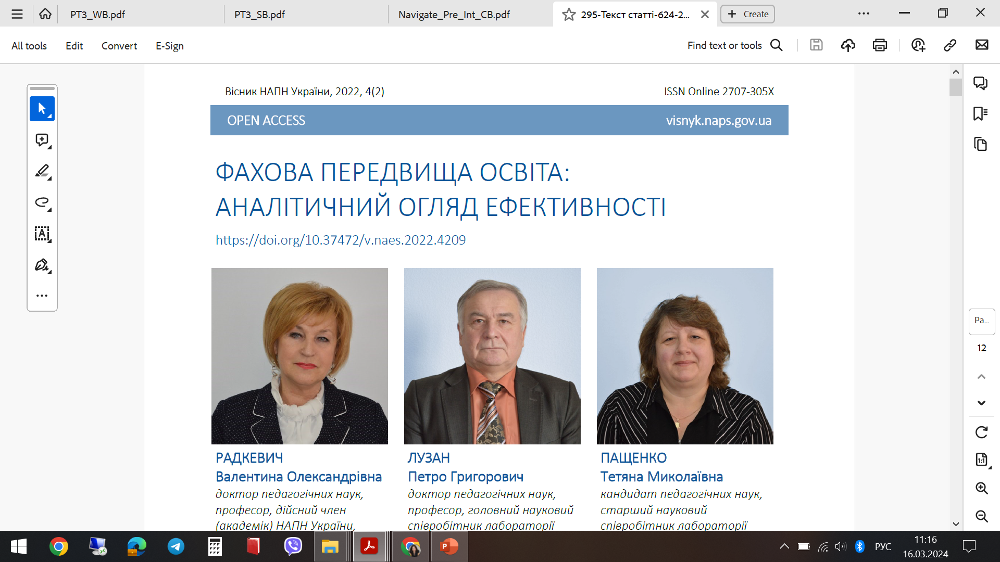 PT3_WB.pdf
PT3_SB.pdf
Navigate_Pre_Int_CB.pdf
295-Текст статті-624-2...
Create
All tools
Edit
Convert
E-Sign
Find text or tools
Вісник НАПН України, 2022, 4(2)
ISSN Online 2707-305X
OPEN ACCESS
visnyk.naps.gov.ua
ФАХОВА ПЕРЕДВИЩА ОСВІТА:
АНАЛІТИЧНИЙ ОГЛЯД ЕФЕКТИВНОСТІ
https://doi.org/10.37472/v.naes.2022.4209
РАДКЕВИЧ
Валентина Олександрівна
доктор педагогічних наук,
професор, дійсний член
(академік) НАПН України,
ЛУЗАН
Петро Григорович
доктор педагогічних наук,
професор, головний науковий
співробітник лабораторії
ПАЩЕНКО
Тетяна Миколаївна
кандидат педагогічних наук,
старший науковий
співробітник лабораторії
Pa...
12
1:1
РУС
11:16
16.03.2024